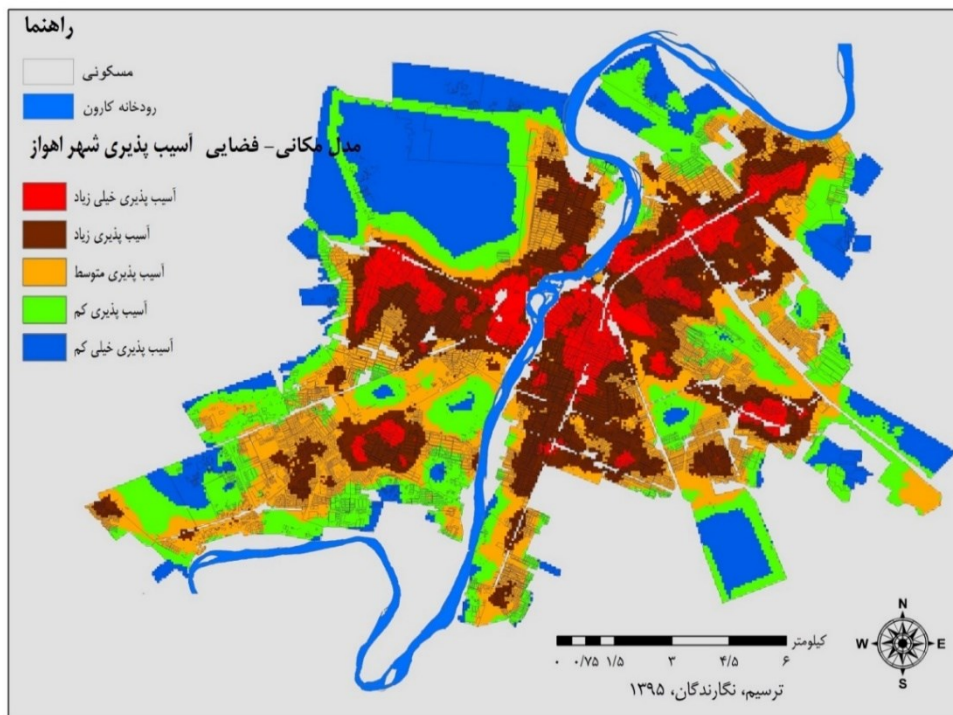 راهنما
مسکونی
رودخانه کارون
مدل مکانی- فضایی آسیب پذیری شهر اهواز
آسیب پذیری خیلی زیاد
آسیب پذیری زیاد
آسیب پذیری متوسط
آسیب پذیری کم
آسیب پذیری خیلی کم
N
W E
S
کیلومتر
۰ ۰/۷۵ ۱/۵ ۳ ۴/۵ ۶
ترسیم، نگارندگان، ۱۳۹۵